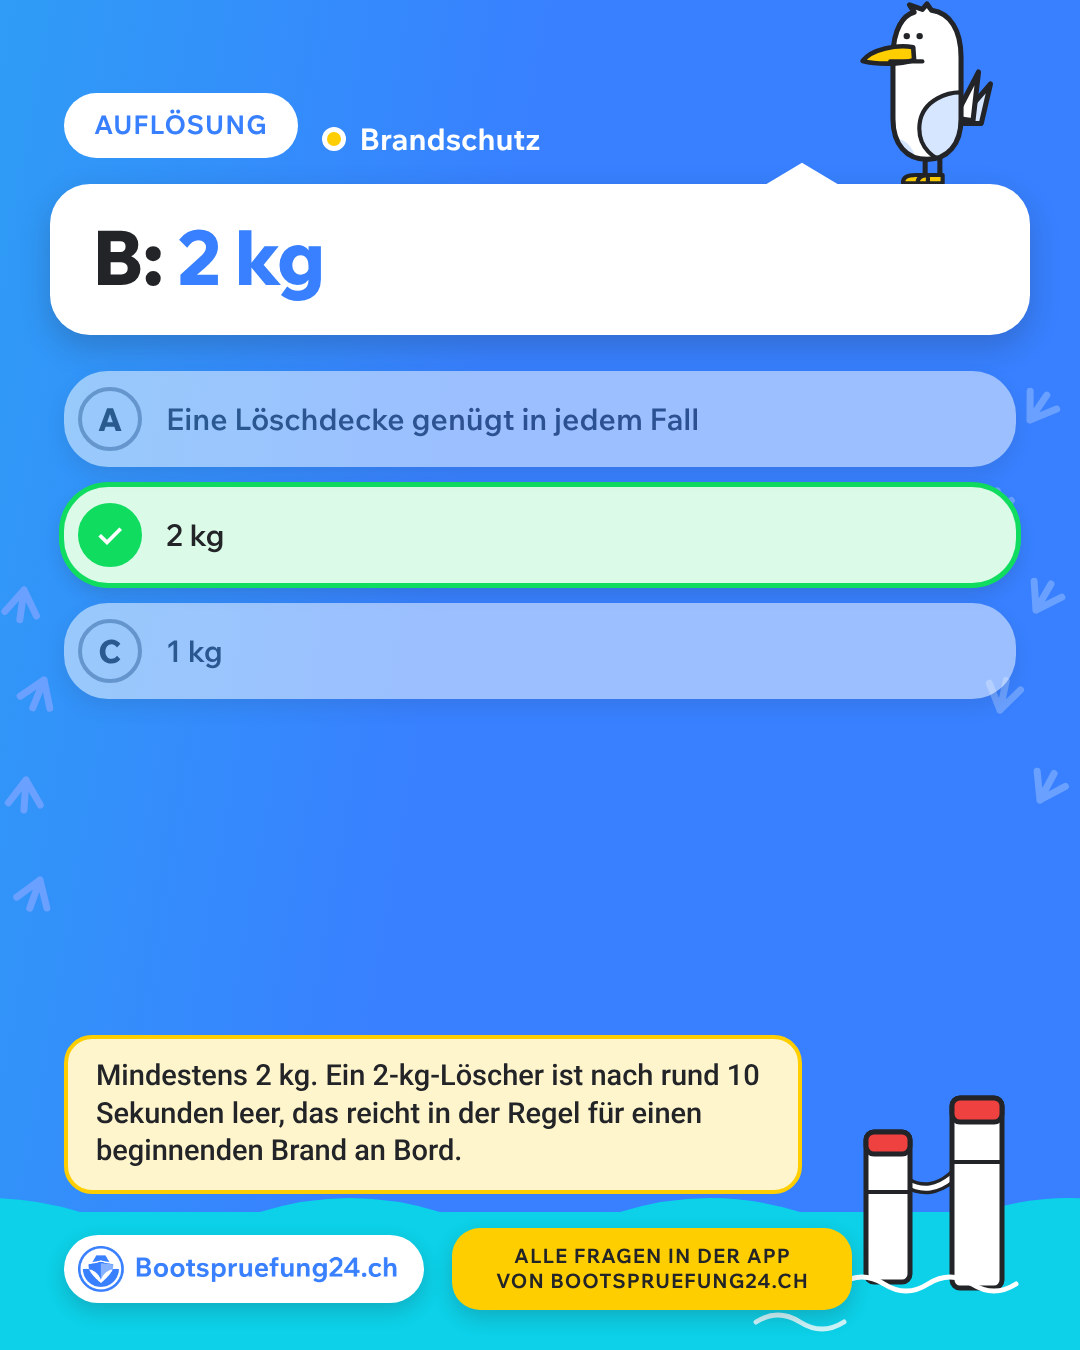 AUFLÖSUNG
Brandschutz
B: 2 kg
A Eine Löschdecke genügt in jedem Fall
2 kg
C 1 kg
Mindestens 2 kg. Ein 2-kg-Löscher ist nach rund 10
Sekunden leer, das reicht in der Regel für einen
beginnenden Brand an Bord.
Bootspruefung24.ch
ALLE FRAGEN IN DER APP
VON BOOTSPRUEFUNG24.CH